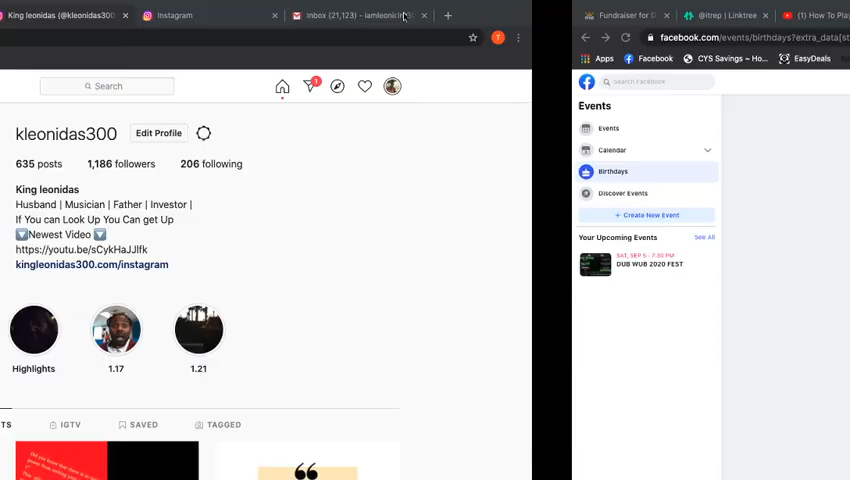 King leonidas (@kleonidas300
Instagram
Inbox (21,123) - iamleonidas
Search
1
kleonidas300
Edit Profile
635 posts 1,186 followers 206 following
King leonidas
Husband | Musician | Father | Investor |
If You can Look Up You Can get Up
Newest Video
https://youtu.be/sCykHaJJlfk
kingleonidas300.com/instagram
Highlights
1.17
1.21
TS
IGTV
SAVED
TAGGED
T
Fundraiser for D
@itrep | Linktree
(1) How To Play
facebook.com/events/birthdays?extra_data[st
Apps
Facebook
CYS Savings ~ Ho...
EasyDeals
Search Facebook
Events
Events
Calendar
Birthdays
Discover Events
+ Create New Event
Your Upcoming Events See All
SAT, SEP 5 - 7:30 PM
DUB WUB 2020 FEST